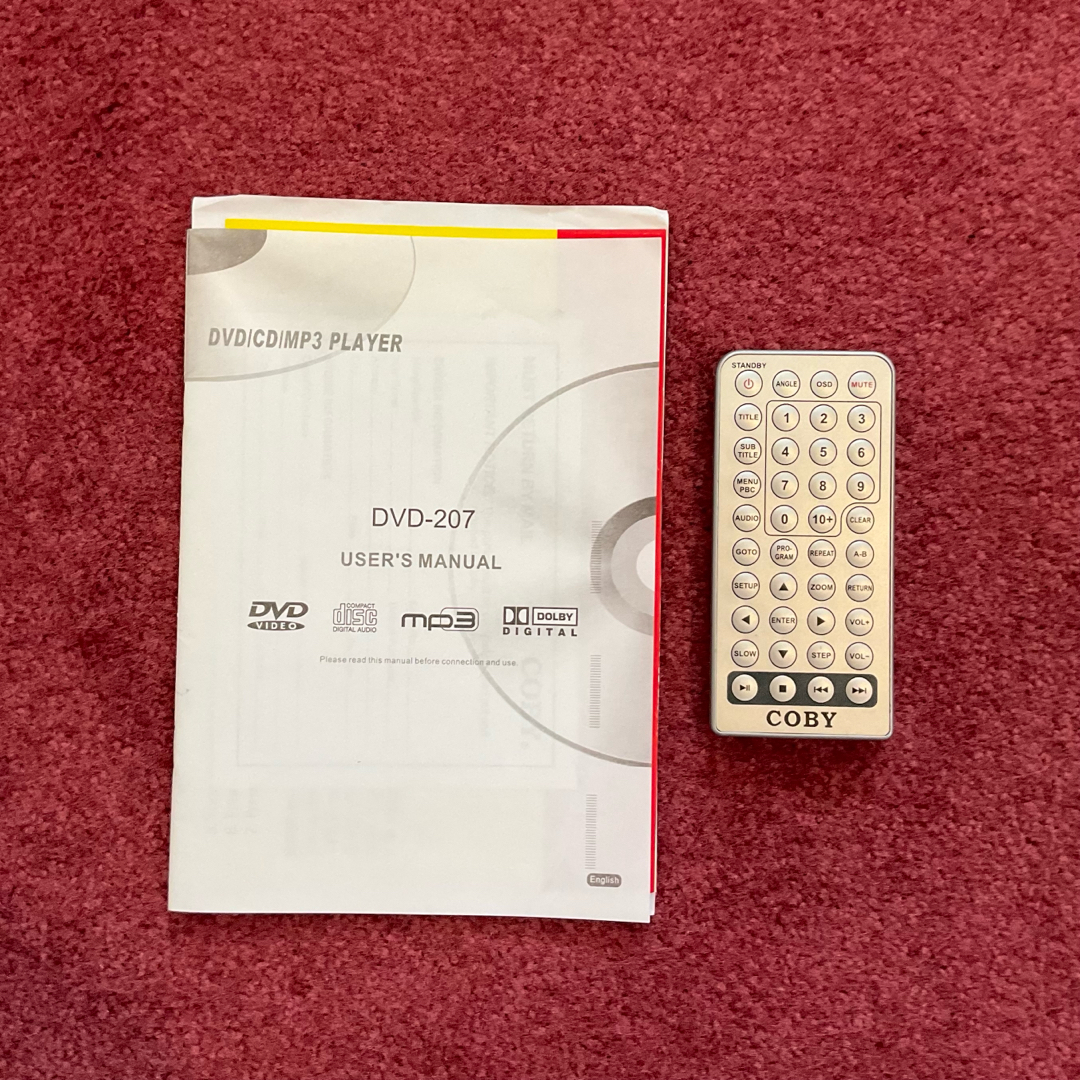 DVD/CD/MP3 PLAYER
DVD-207
USER'S MANUAL
DVD VIDEO
COMPACT disc DIGITAL AUDIO
mp3
DOLBY DIGITAL
Please read this manual before connection and use.
English
STANDBY
ANGLE OSD MUTE
TITLE 1 2 3
SUB TITLE 4 5 6
MENU PBC 7 8 9
AUDIO 0 10+ CLEAR
GOTO PRO-GRAM REPEAT A-B
SETUP ZOOM RETURN
ENTER VOL+
SLOW STEP VOL-
COBY